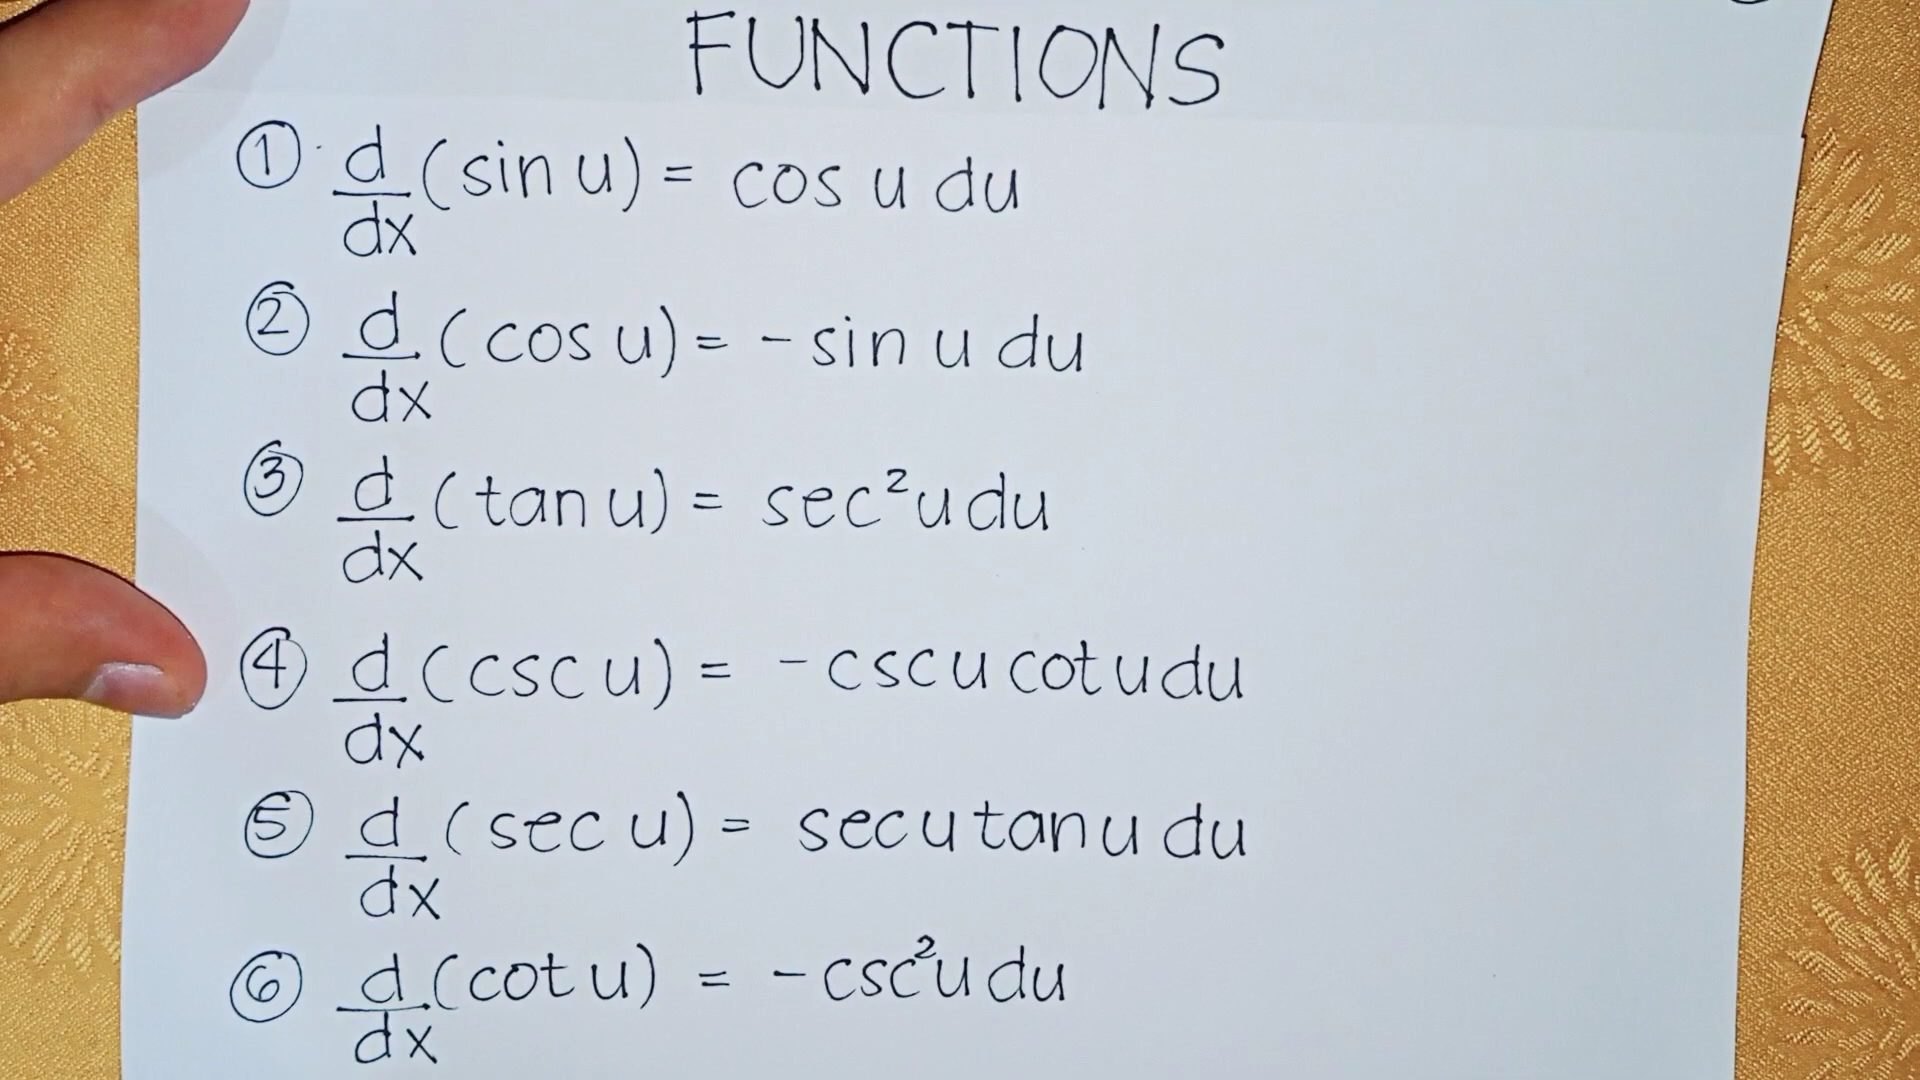 FUNCTIONS
① d/dx (sin u) = cos u du
② d/dx (cos u) = - sin u du
③ d/dx (tan u) = sec²u du
④ d/dx (csc u) = - csc u cot u du
⑤ d/dx (sec u) = sec u tan u du
⑥ d/dx (cot u) = - csc²u du